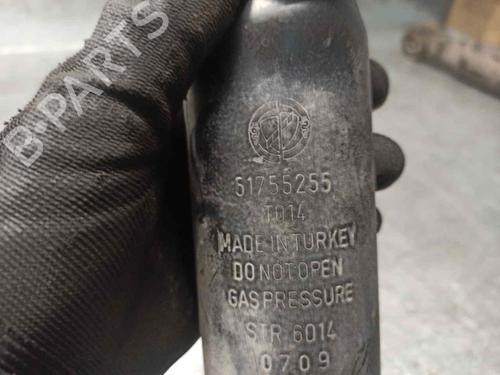 B-PARTS
51755255
T014
MADE IN TURKEY
DO NOT OPEN
GAS PRESSURE
STR 6014
0709